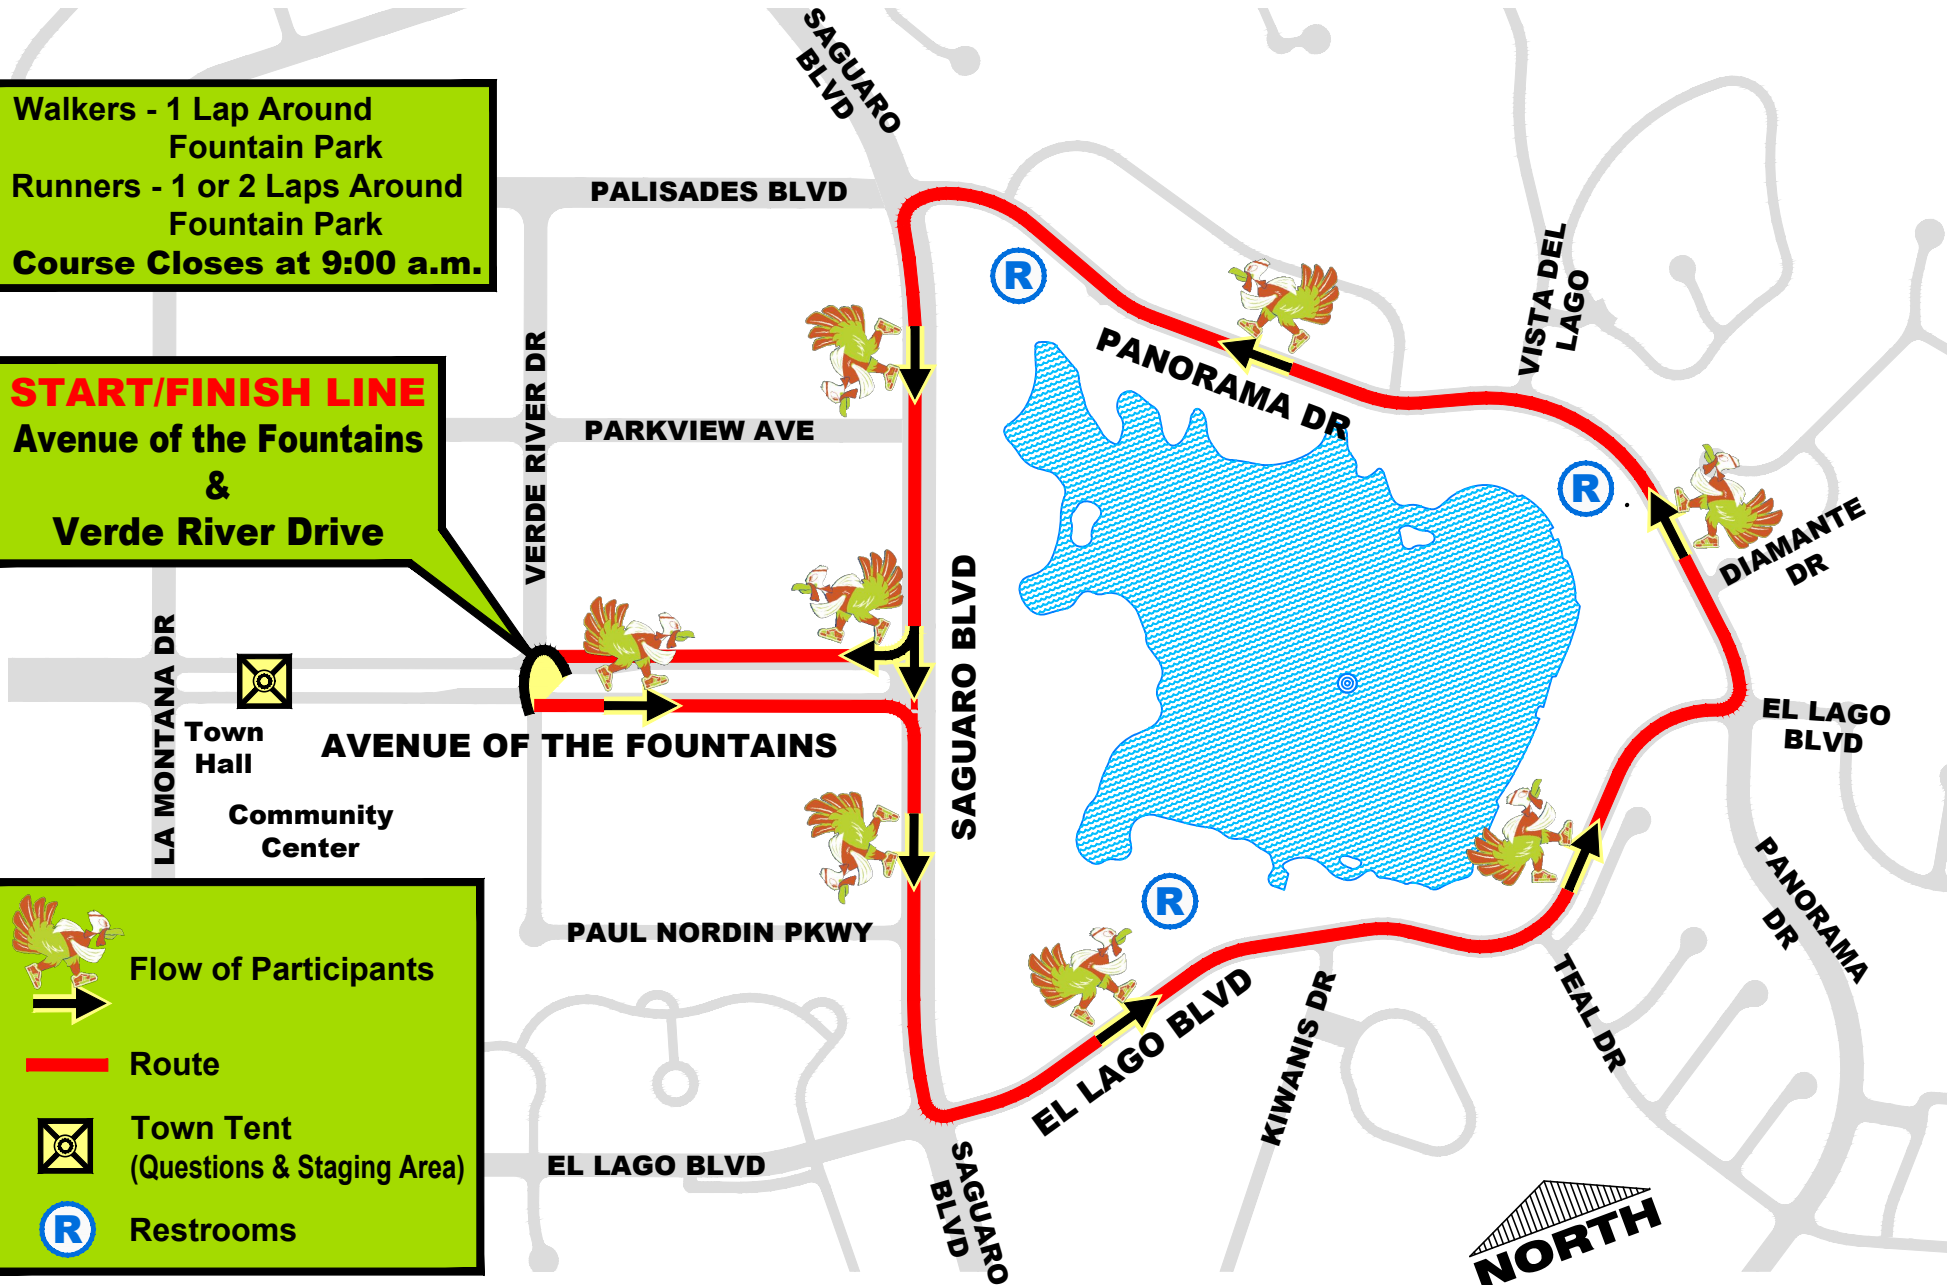 SAGUARO
BLVD
Walkers - 1 Lap Around
Fountain Park
Runners - 1 or 2 Laps Around
Fountain Park
Course Closes at 9:00 a.m.
PALISADES BLVD
R
VISTA DEL
LAGO
PANORAMA DR
START/FINISH LINE
Avenue of the Fountains
&
Verde River Drive
VERDE RIVER DR
PARKVIEW AVE
R
DIAMANTE
DR
SAGUARO BLVD
LA MONTANA DR
Town
Hall
AVENUE OF THE FOUNTAINS
EL LAGO
BLVD
Community
Center
PANORAMA
DR
R
PAUL NORDIN PKWY
EL LAGO BLVD
KIWANIS DR
TEAL DR
Flow of Participants
Route
Town Tent
(Questions & Staging Area)
R
Restrooms
EL LAGO BLVD
SAGUARO
BLVD
NORTH